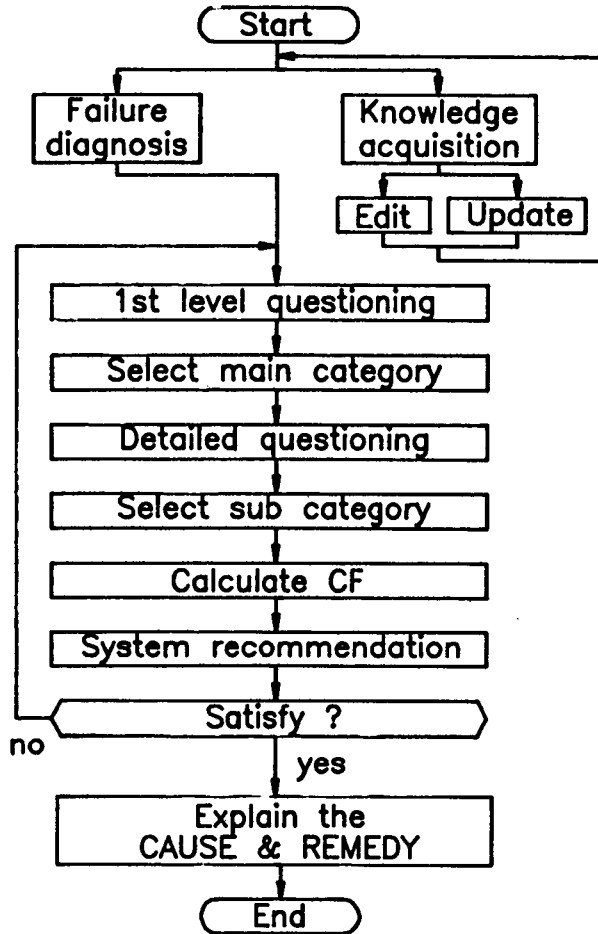 Start
Failure
diagnosis
Knowledge
acquisition
Edit
Update
1st level questioning
Select main category
Detailed questioning
Select sub category
Calculate CF
System recommendation
Satisfy ?
no
yes
Explain the
CAUSE & REMEDY
End